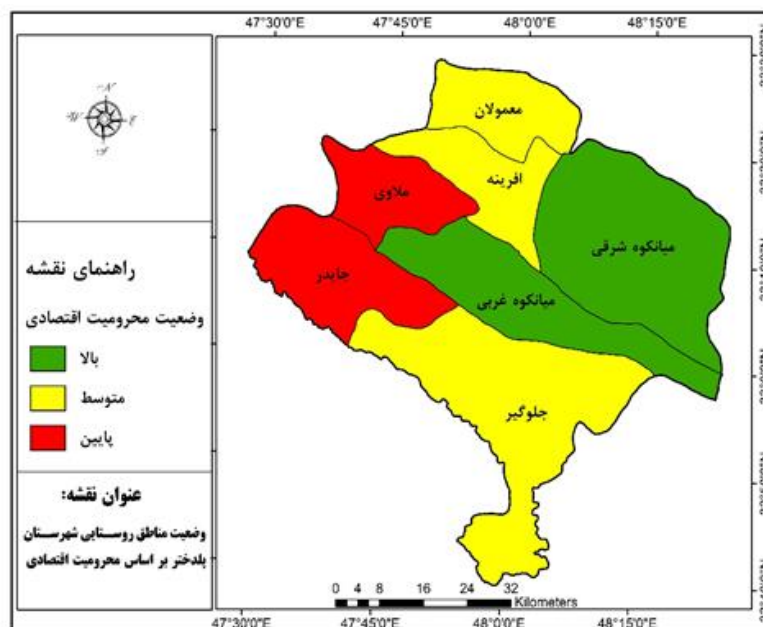 47°30'0"E 47°45'0"E 48°0'0"E 48°15'0"E
N
W E
S
معمولان
افرینه
ملاوی
میانکوه شرقی
جایدر
میانکوه غربی
جلوگیر
راهنمای نقشه
وضعیت محرومیت اقتصادی
بالا
متوسط
پایین
عنوان نقشه:
وضعیت مناطق روستایی شهرستان
پلدختر بر اساس محرومیت اقتصادی
0 4 8 16 24 32
Kilometers
47°30'0"E 47°45'0"E 48°0'0"E 48°15'0"E